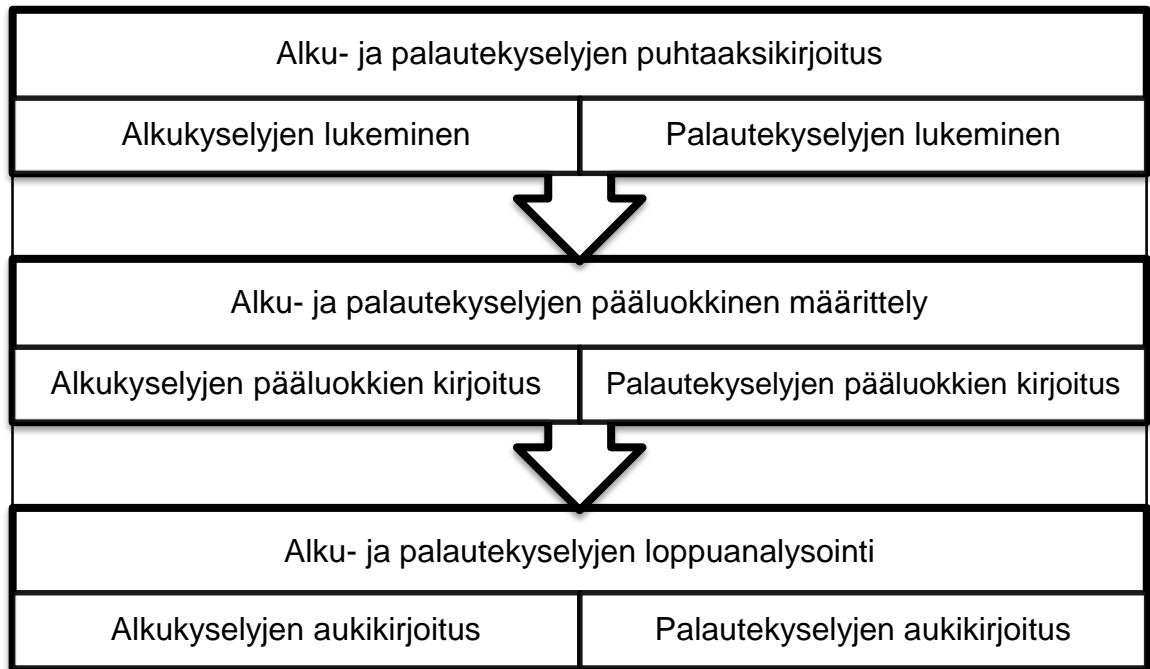 Alku- ja palautekyselyjen puhtaaksikirjoitus
Alkukyselyjen lukeminen
Palautekyselyjen lukeminen
Alku- ja palautekyselyjen pääluokkinen määrittely
Alkukyselyjen pääluokkien kirjoitus
Palautekyselyjen pääluokkien kirjoitus
Alku- ja palautekyselyjen loppuanalysointi
Alkukyselyjen aukikirjoitus
Palautekyselyjen aukikirjoitus